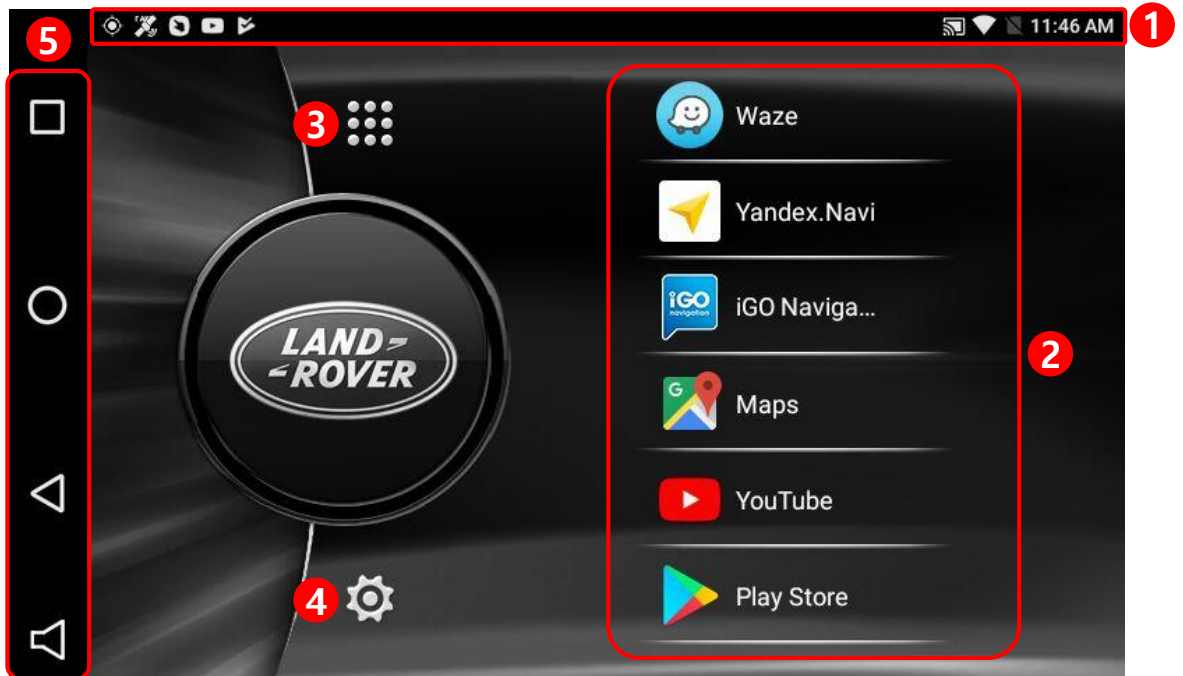 5
11:46 AM
1
3
Waze
Yandex.Navi
iGO
navigation
iGO Naviga...
LAND
ROVER
2
G
Maps
YouTube
4
Play Store